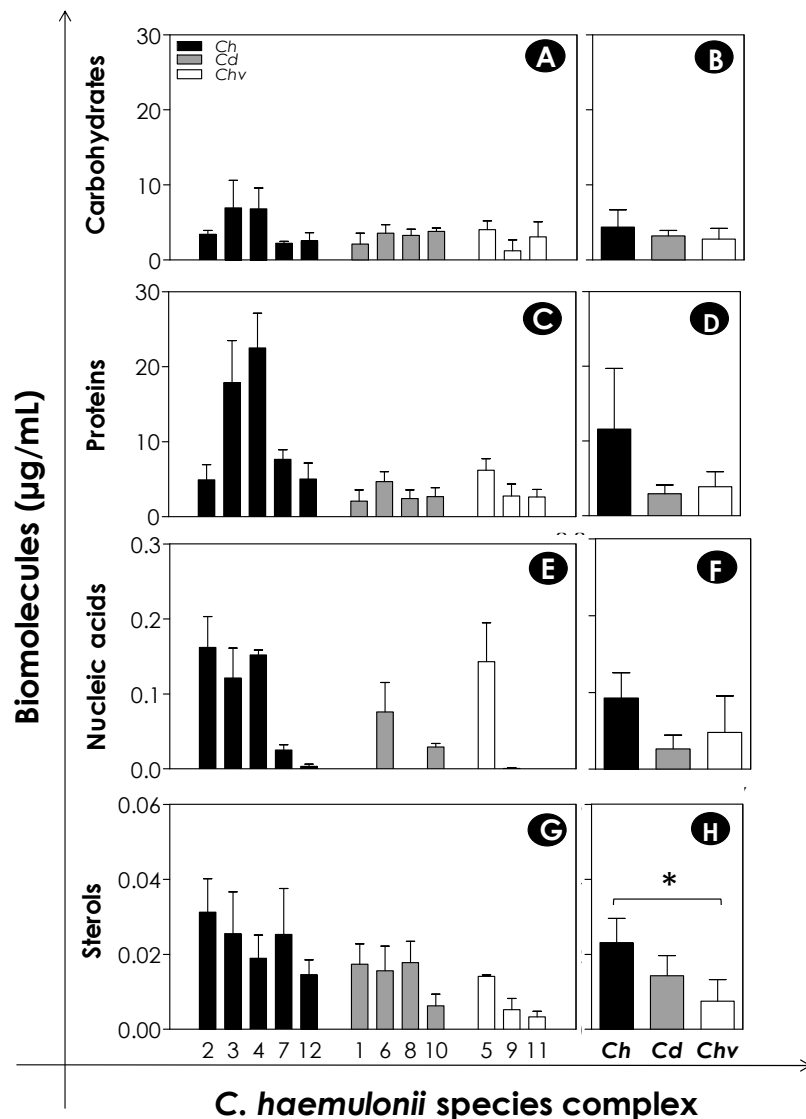 Biomolecules (µg/mL)
Carbohydrates
30
20
10
0
Ch
Cd
Chv
A
B
Proteins
30
20
10
0
C
D
Nucleic acids
0.3
0.2
0.1
0.0
E
F
Sterols
0.06
0.04
0.02
0.00
G
H
*
2 3 4 7 12 1 6 8 10 5 9 11 Ch Cd Chv
C. haemulonii species complex